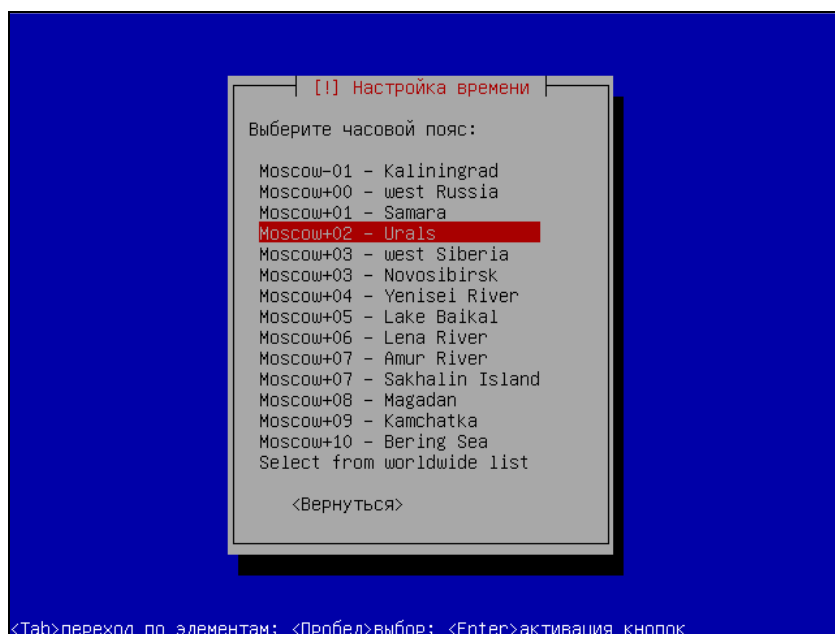 [!] Настройка времени
Выберите часовой пояс:
Moscow-01 - Kaliningrad
Moscow+00 - west Russia
Moscow+01 - Samara
Moscow+02 - Urals
Moscow+03 - west Siberia
Moscow+03 - Novosibirsk
Moscow+04 - Yenisei River
Moscow+05 - Lake Baikal
Moscow+06 - Lena River
Moscow+07 - Amur River
Moscow+07 - Sakhalin Island
Moscow+08 - Magadan
Moscow+09 - Kamchatka
Moscow+10 - Bering Sea
Select from worldwide list
<Вернуться>
<Tab>переход по элементам; <Пробел>выбор; <Enter>активация кнопок